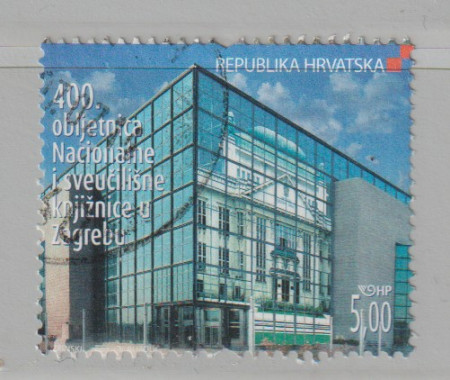 REPUBLIKA HRVATSKA
400.
obljetnica
Nacionalne
i sveučilišne
knjižnice u
Zagrebu
HP
5,00